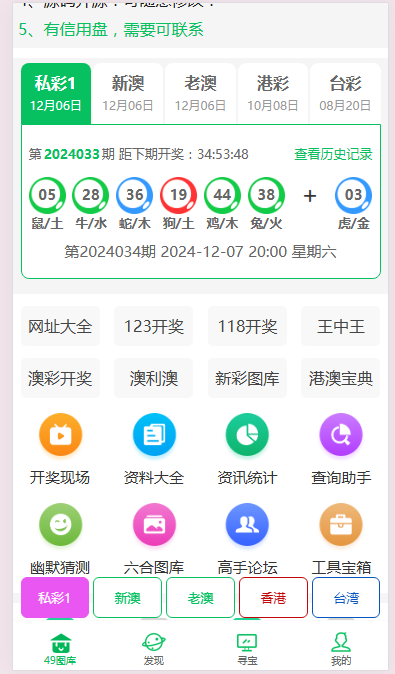 5、有信用盘，需要可联系
私彩1 新澳 老澳 港彩 台彩
12月06日 12月06日 12月06日 10月08日 08月20日
第2024033期 距下期开奖：34:53:48 查看历史记录
05 28 36 19 44 38 + 03
鼠/土 牛/水 蛇/木 狗/土 鸡/木 兔/火 虎/金
第2024034期 2024-12-07 20:00 星期六
网址大全 123开奖 118开奖 王中王
澳彩开奖 澳利澳 新彩图库 港澳宝典
开奖现场 资料大全 资讯统计 查询助手
幽默猜测 六合图库 高手论坛 工具宝箱
私彩1 新澳 老澳 香港 台湾
49图库 发现 寻宝 我的